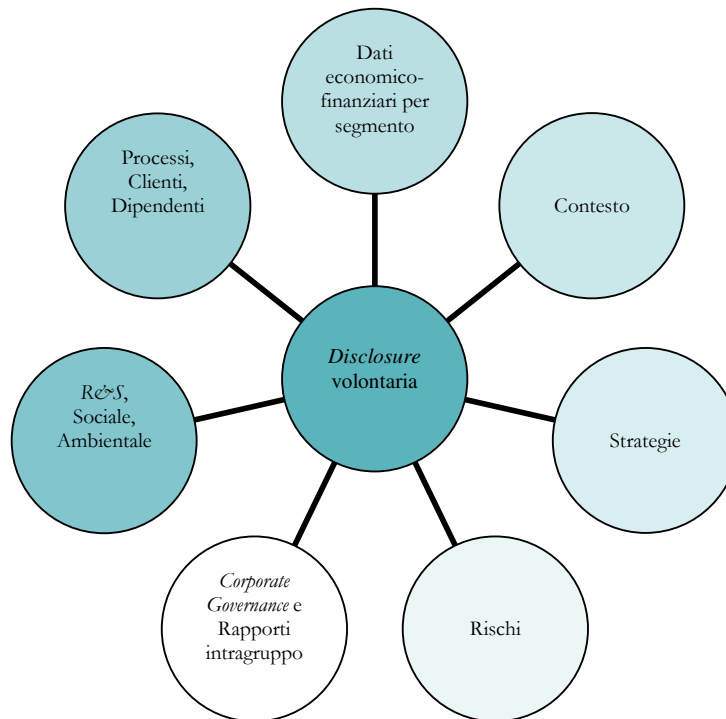 Dati
economico-
finanziari per
segmento
Processi,
Clienti,
Dipendenti
Contesto
Disclosure
volontaria
R&S,
Sociale,
Ambientale
Strategie
Corporate
Governance e
Rapporti
intragruppo
Rischi